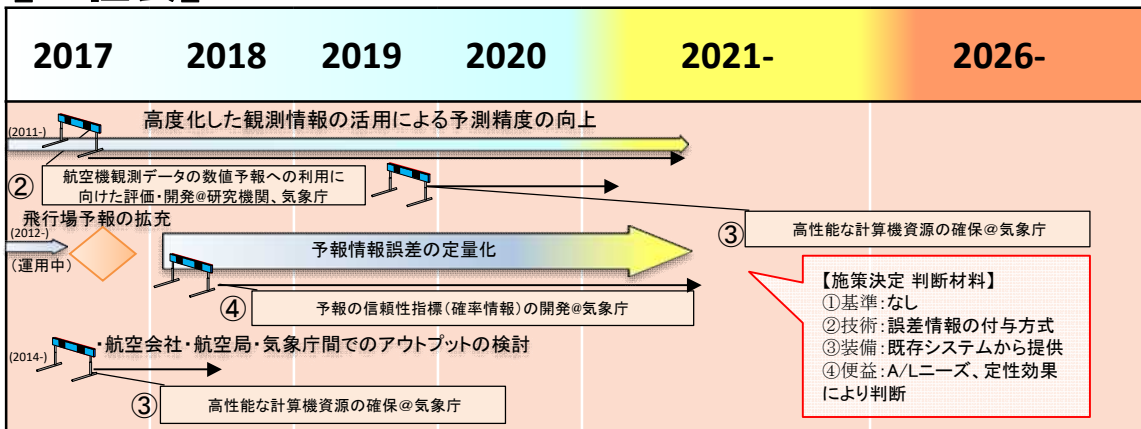 2017
2018
2019
2020
2021-
2026-
高度化した観測情報の活用による予測精度の向上
(2011-)
②
航空機観測データの数値予報への利用に
向けた評価・開発@研究機関、気象庁
飛行場予報の拡充
(2012-)
(運用中)
③
高性能な計算機資源の確保@気象庁
予報情報誤差の定量化
④
予報の信頼性指標(確率情報)の開発@気象庁
【施策決定 判断材料】
①基準:なし
②技術:誤差情報の付与方式
③装備:既存システムから提供
④便益:A/Lニーズ、定性効果
により判断
(2014-)
・航空会社・航空局・気象庁間でのアウトプットの検討
③
高性能な計算機資源の確保@気象庁